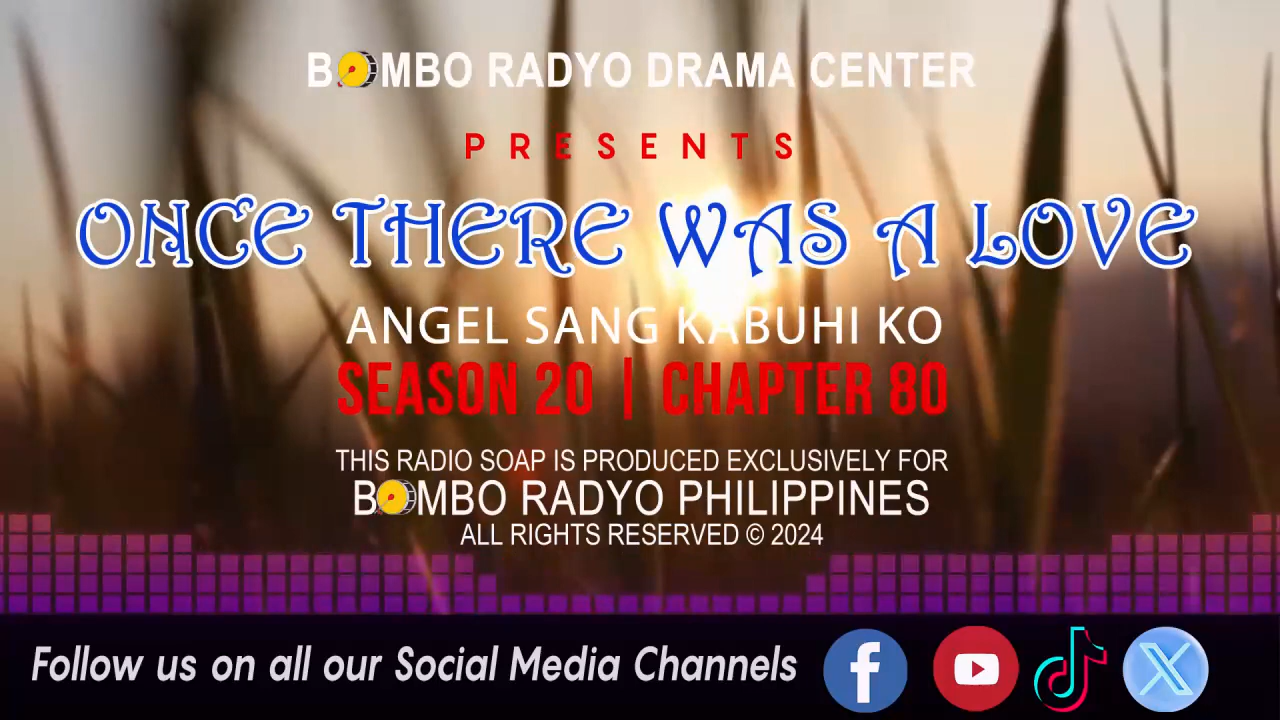 BOMBO RADYO DRAMA CENTER
PRESENTS
ONCE THERE WAS A LOVE
ANGEL SANG KABUHI KO
SEASON 20 | CHAPTER 80
THIS RADIO SOAP IS PRODUCED EXCLUSIVELY FOR
BOMBO RADYO PHILIPPINES
ALL RIGHTS RESERVED © 2024
Follow us on all our Social Media Channels